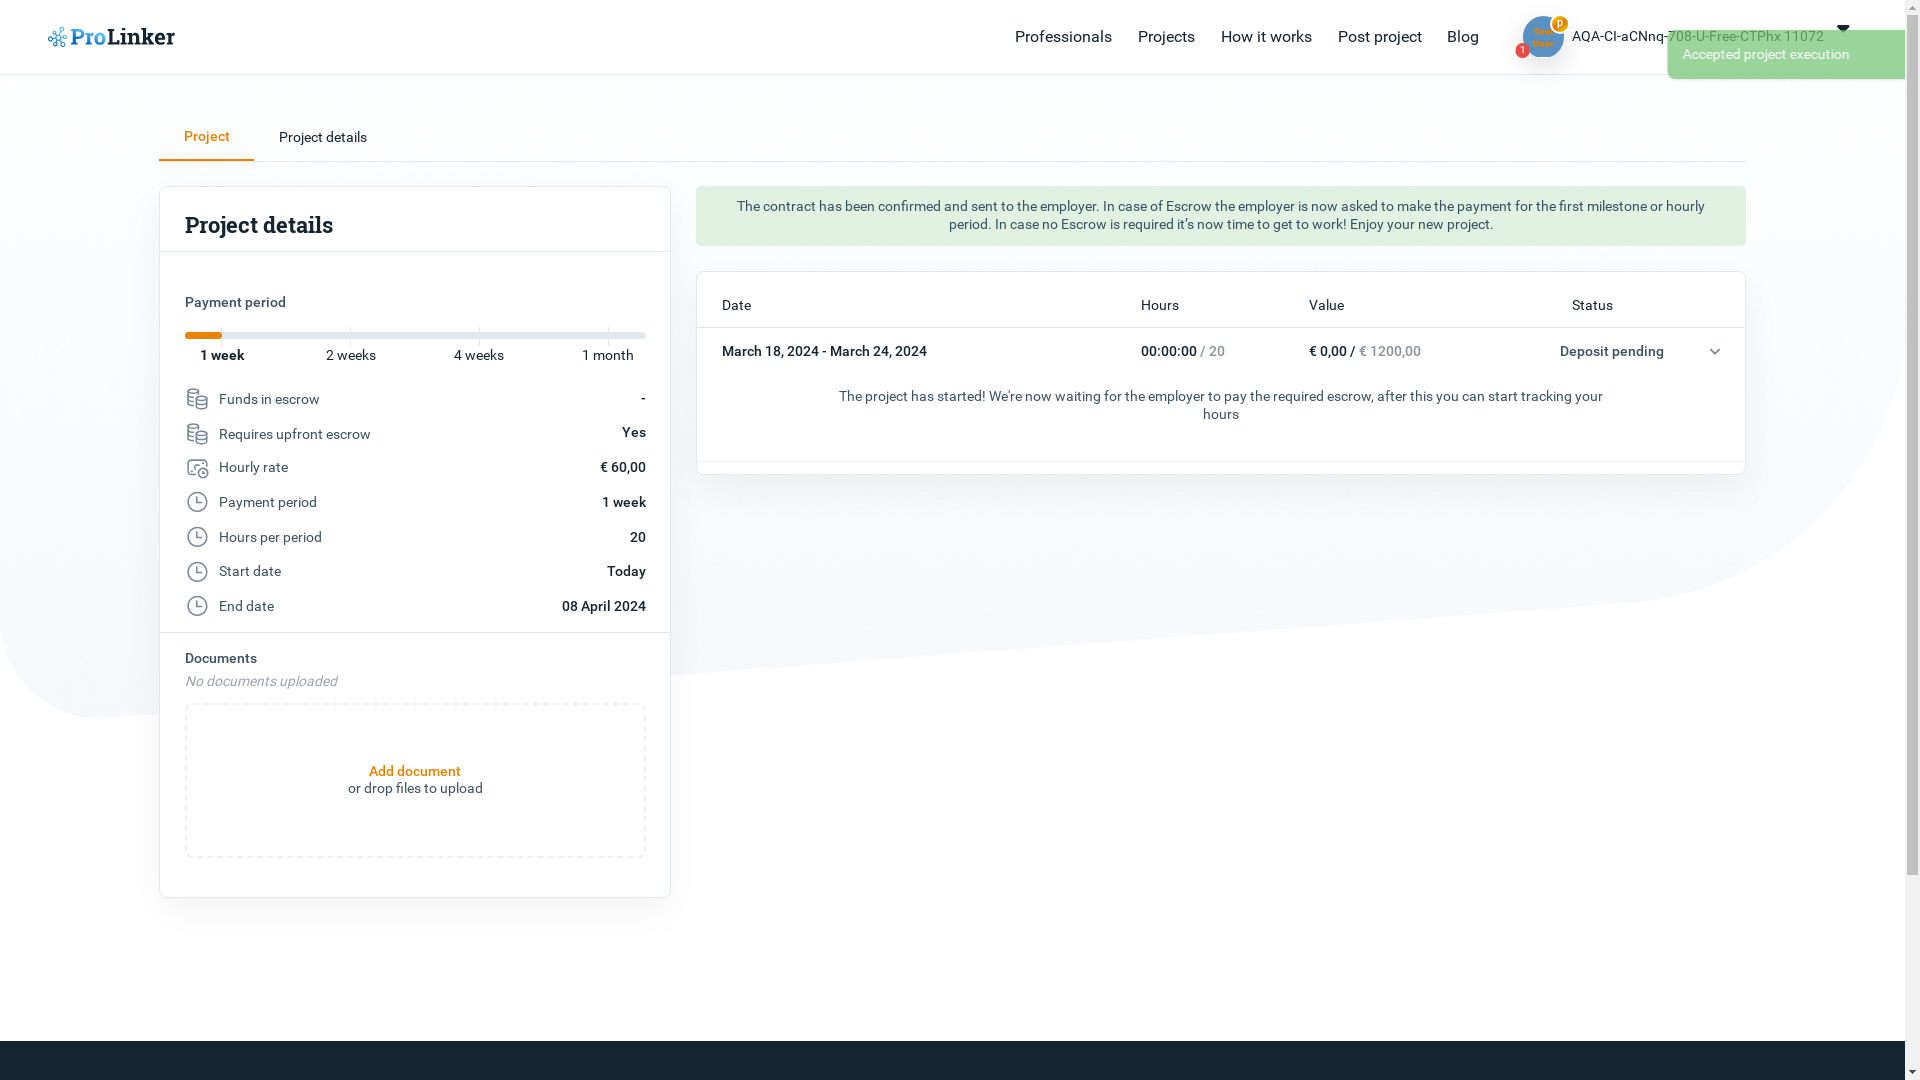 ProLinker
Professionals
Projects
How it works
Post project
Blog
p
1
AQA-CI-aCNnq-708-U-Free-CTPhx 11072
Accepted project execution
Project
Project details
Project details
Payment period
1 week
2 weeks
4 weeks
1 month
Funds in escrow -
Requires upfront escrow Yes
Hourly rate € 60,00
Payment period 1 week
Hours per period 20
Start date Today
End date 08 April 2024
Documents
No documents uploaded
Add document
or drop files to upload
The contract has been confirmed and sent to the employer. In case of Escrow the employer is now asked to make the payment for the first milestone or hourly
period. In case no Escrow is required it’s now time to get to work! Enjoy your new project.
Date Hours Value Status
March 18, 2024 - March 24, 2024 00:00:00 / 20 € 0,00 / € 1200,00 Deposit pending
The project has started! We're now waiting for the employer to pay the required escrow, after this you can start tracking your
hours